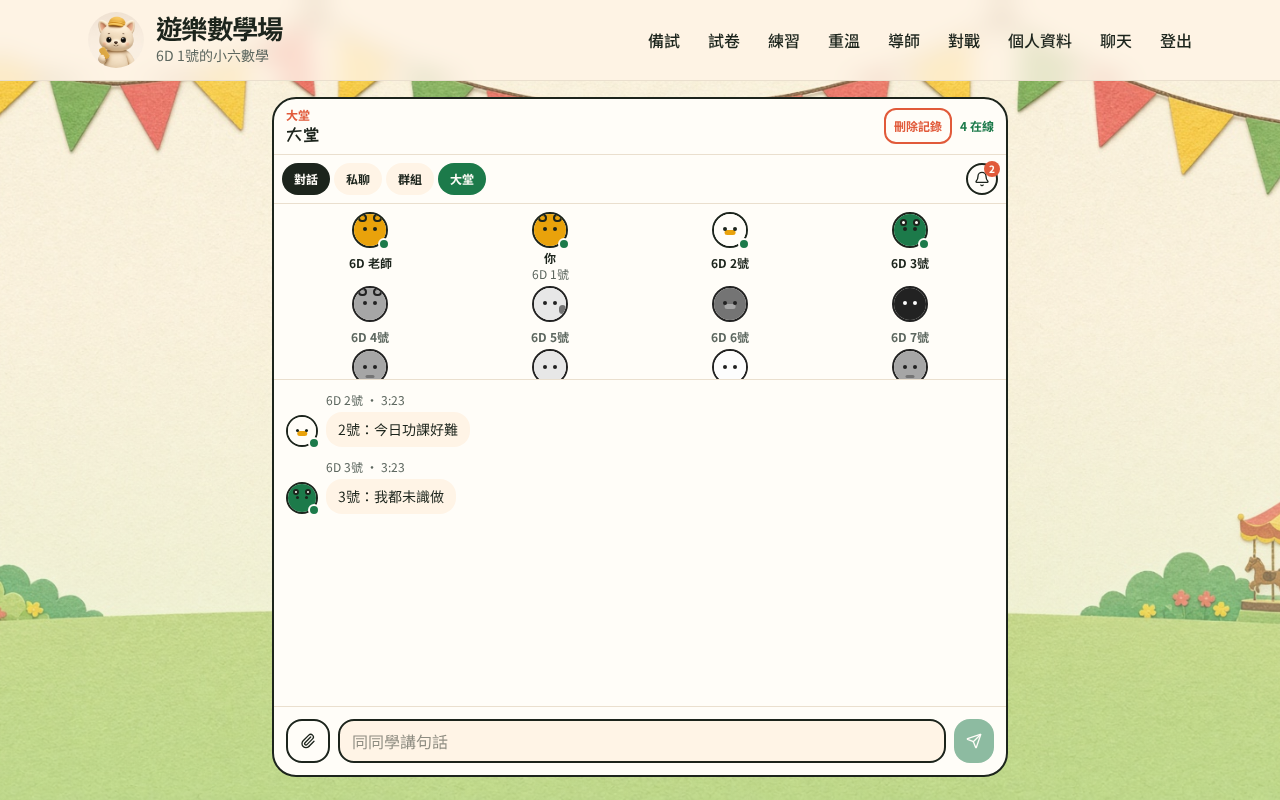 遊樂數學場
6D 1號的小六數學
備試
試卷
練習
重溫
導師
對戰
個人資料
聊天
登出
大堂
大堂
刪除記錄
4 在線
對話
私聊
群組
大堂
2
6D 老師
你
6D 1號
6D 2號
6D 3號
6D 4號
6D 5號
6D 6號
6D 7號
6D 2號 · 3:23
2號：今日功課好難
6D 3號 · 3:23
3號：我都未識做
同同學講句話